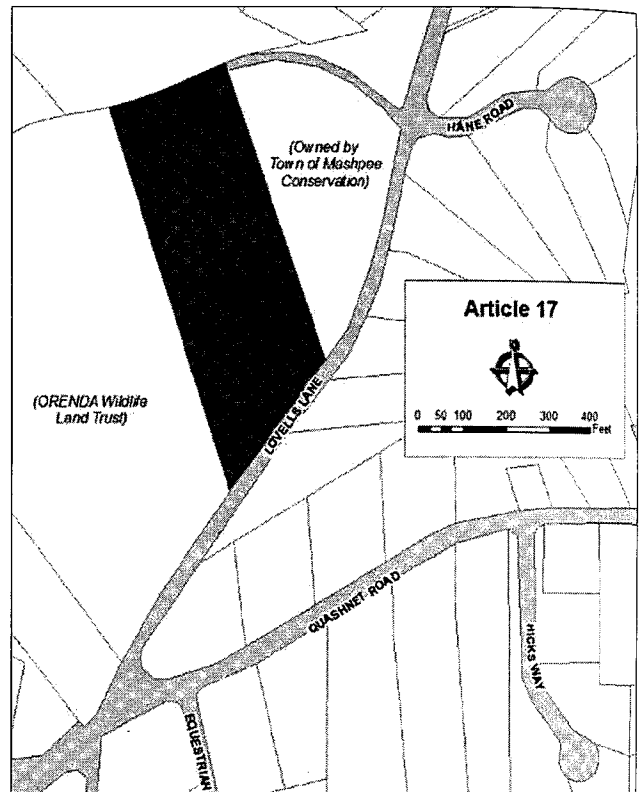 HANE ROAD
(Owned by
Town of Mashpee
Conservation)
Article 17
0 50 100 200 300 400
Feet
LOVELLS LANE
(ORENDA Wildlife
Land Trust)
QUASHNET ROAD
HICKS WAY
EQUESTRIAN